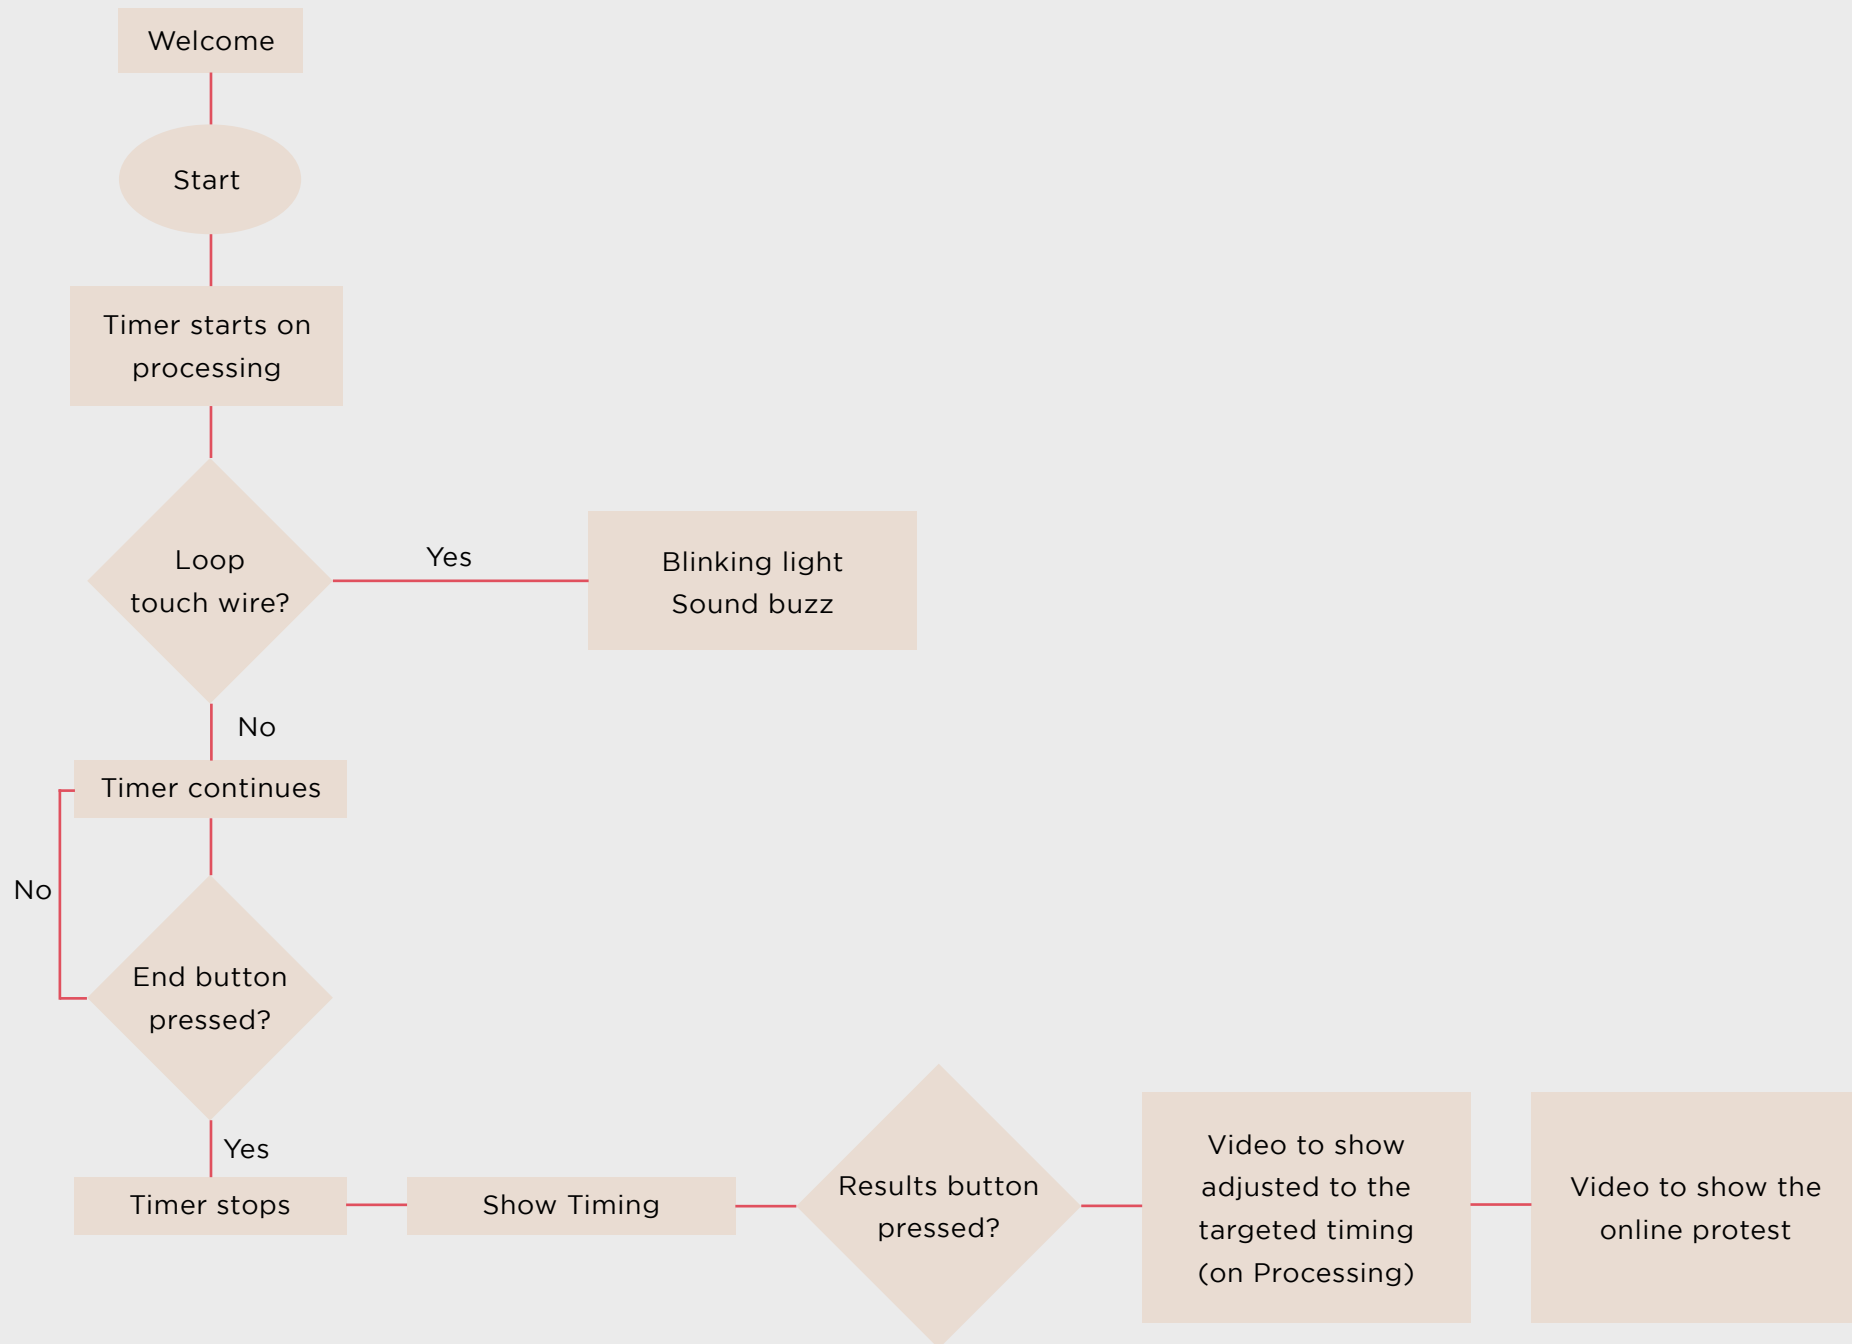 Welcome
Start
Timer starts on
processing
Loop
touch wire?
Yes
Blinking light
Sound buzz
No
Timer continues
No
End button
pressed?
Yes
Timer stops
Show Timing
Results button
pressed?
Video to show
adjusted to the
targeted timing
(on Processing)
Video to show the
online protest